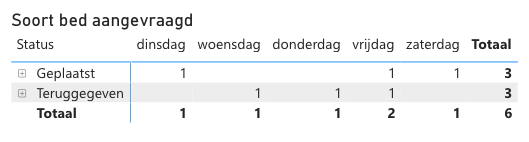 Soort bed aangevraagd
Status dinsdag woensdag donderdag vrijdag zaterdag Totaal
Geplaatst 1 1 1 3
Teruggegeven 1 1 1 3
Totaal 1 1 1 2 1 6